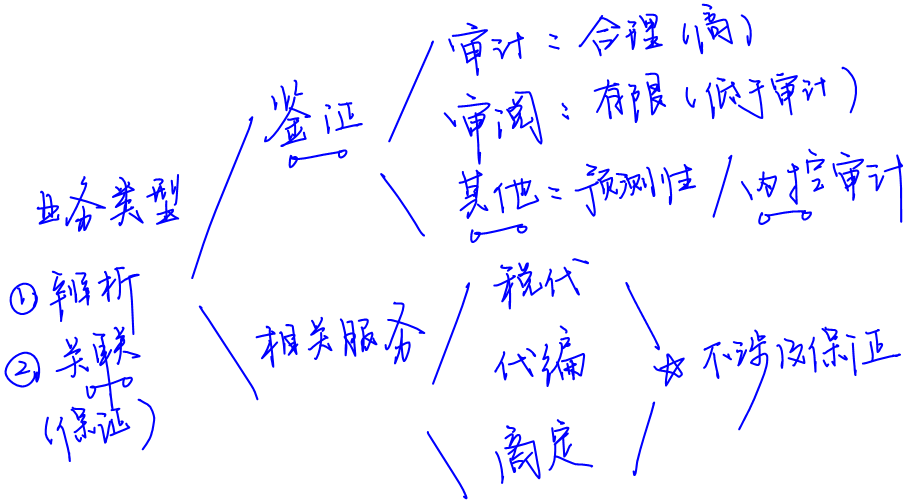 业务类型
①辨析
②关联
(保证)
鉴证
审计：合理(高)
审阅：有限(低于审计)
其他：预测性/内控审计
相关服务
税代
代编
商定
☆不涉及保证